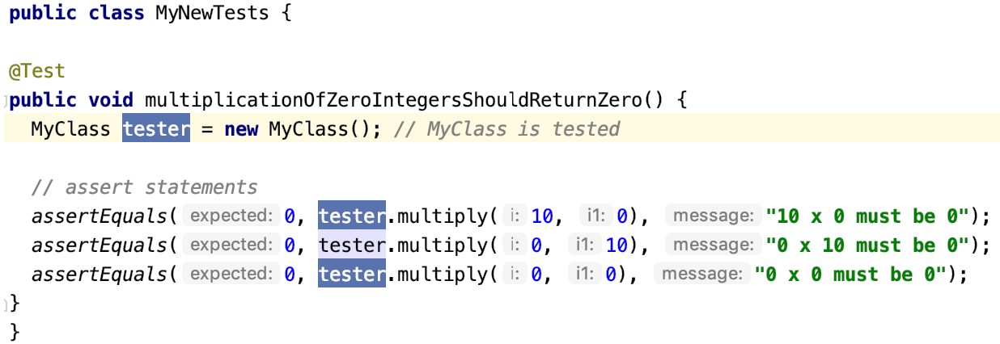 public class MyNewTests {
@Test
public void multiplicationOfZeroIntegersShouldReturnZero() {
MyClass tester = new MyClass(); // MyClass is tested
// assert statements
assertEquals( expected: 0, tester.multiply( i: 10, i1: 0), message: "10 x 0 must be 0");
assertEquals( expected: 0, tester.multiply( i: 0, i1: 10), message: "0 x 10 must be 0");
assertEquals( expected: 0, tester.multiply( i: 0, i1: 0), message: "0 x 0 must be 0");
}
}